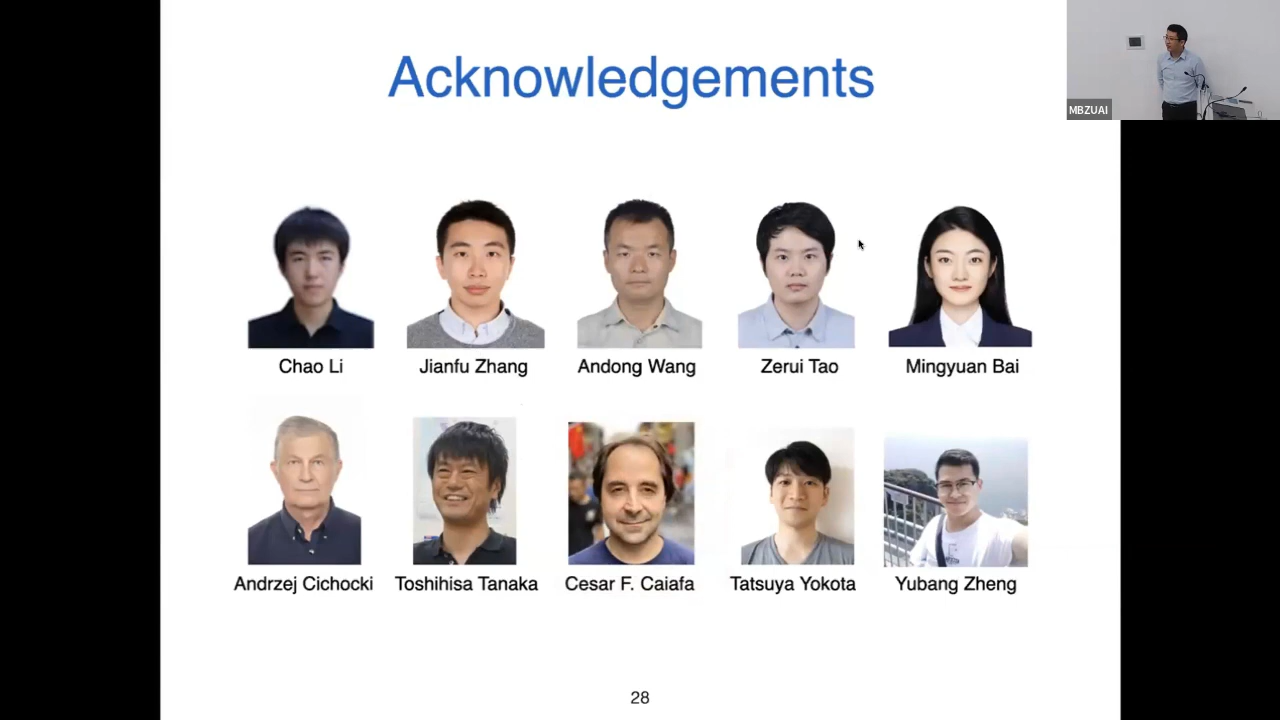 Acknowledgements
MBZUAI
Chao Li
Jianfu Zhang
Andong Wang
Zerui Tao
Mingyuan Bai
Andrzej Cichocki
Toshihisa Tanaka
Cesar F. Caiafa
Tatsuya Yokota
Yubang Zheng
28